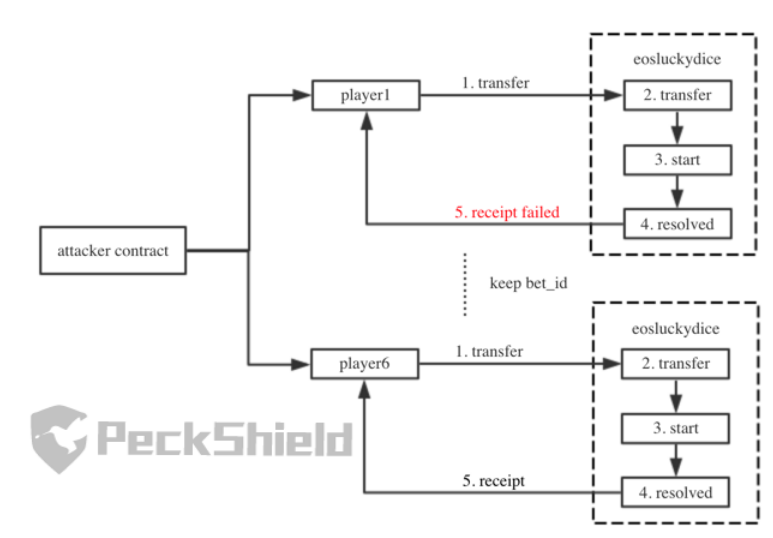 eosluckydice
player1
1. transfer
2. transfer
3. start
5. receipt failed
4. resolved
attacker contract
keep bet_id
eosluckydice
player6
1. transfer
2. transfer
3. start
PeckShield
5. receipt
4. resolved